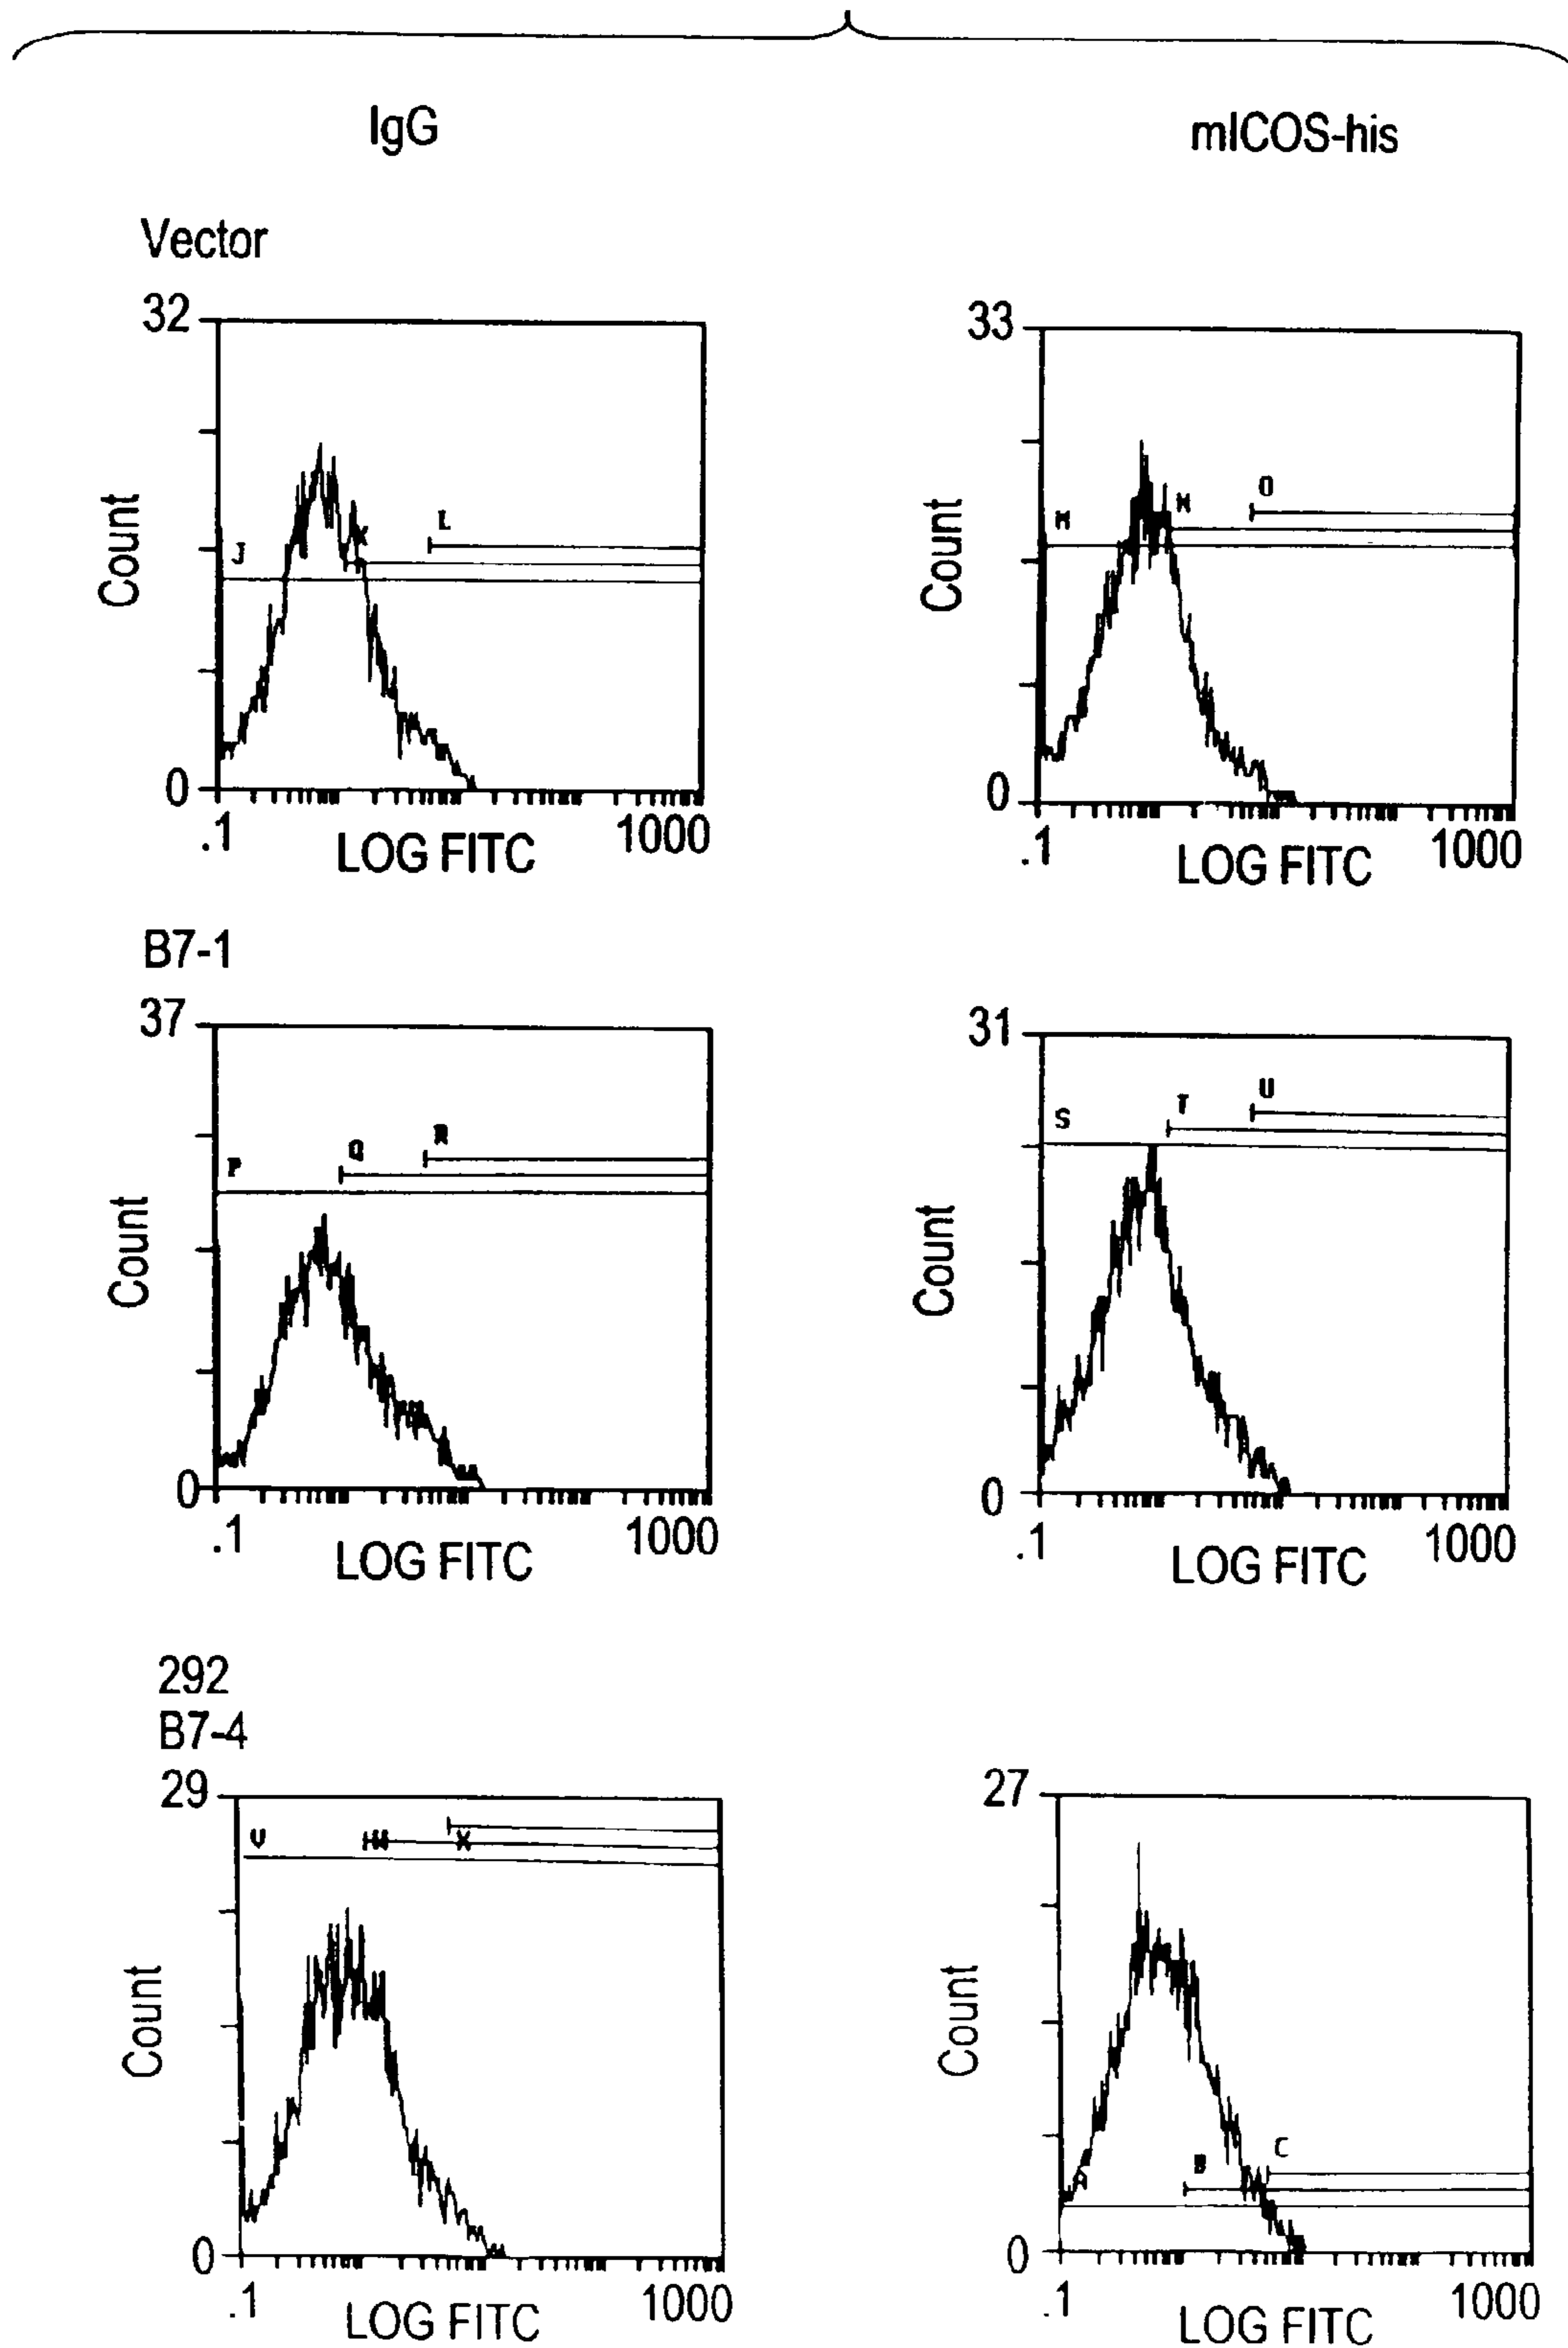 IgG
mICOS-his
Vector
32
Count
J
K
L
0
.1
1000
LOG FITC
33
Count
M
N
O
0
.1
1000
LOG FITC
B7-1
37
Count
P
Q
R
0
.1
1000
LOG FITC
31
Count
S
T
U
0
.1
1000
LOG FITC
292
B7-4
29
Count
V
W
X
0
.1
1000
LOG FITC
27
Count
A
B
C
0
.1
1000
LOG FITC